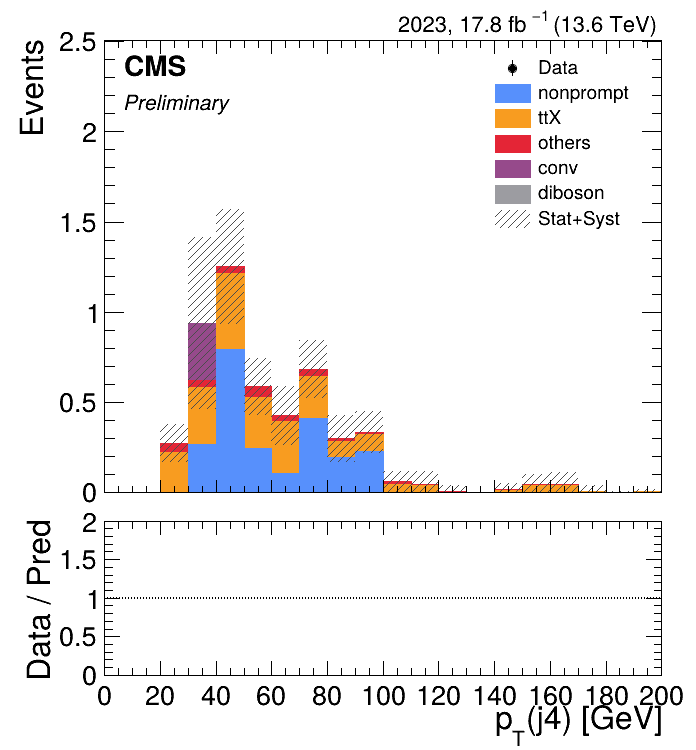 2023, 17.8 fb⁻¹ (13.6 TeV)
2.5
CMS
Preliminary
Data
nonprompt
ttX
others
conv
diboson
Stat+Syst
Events
2
1.5
1
0.5
0
2
1.5
1
0.5
0
Data / Pred
0 20 40 60 80 100 120 140 160 180 200
p_T(j4) [GeV]